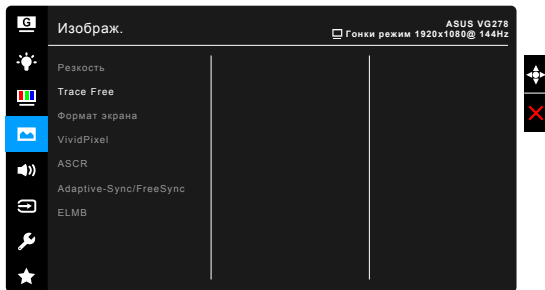 G
Изображ.
ASUS VG278
Гонки режим 1920x1080@ 144Hz
Резкость
Trace Free
Формат экрана
VividPixel
ASCR
Adaptive-Sync/FreeSync
ELMB